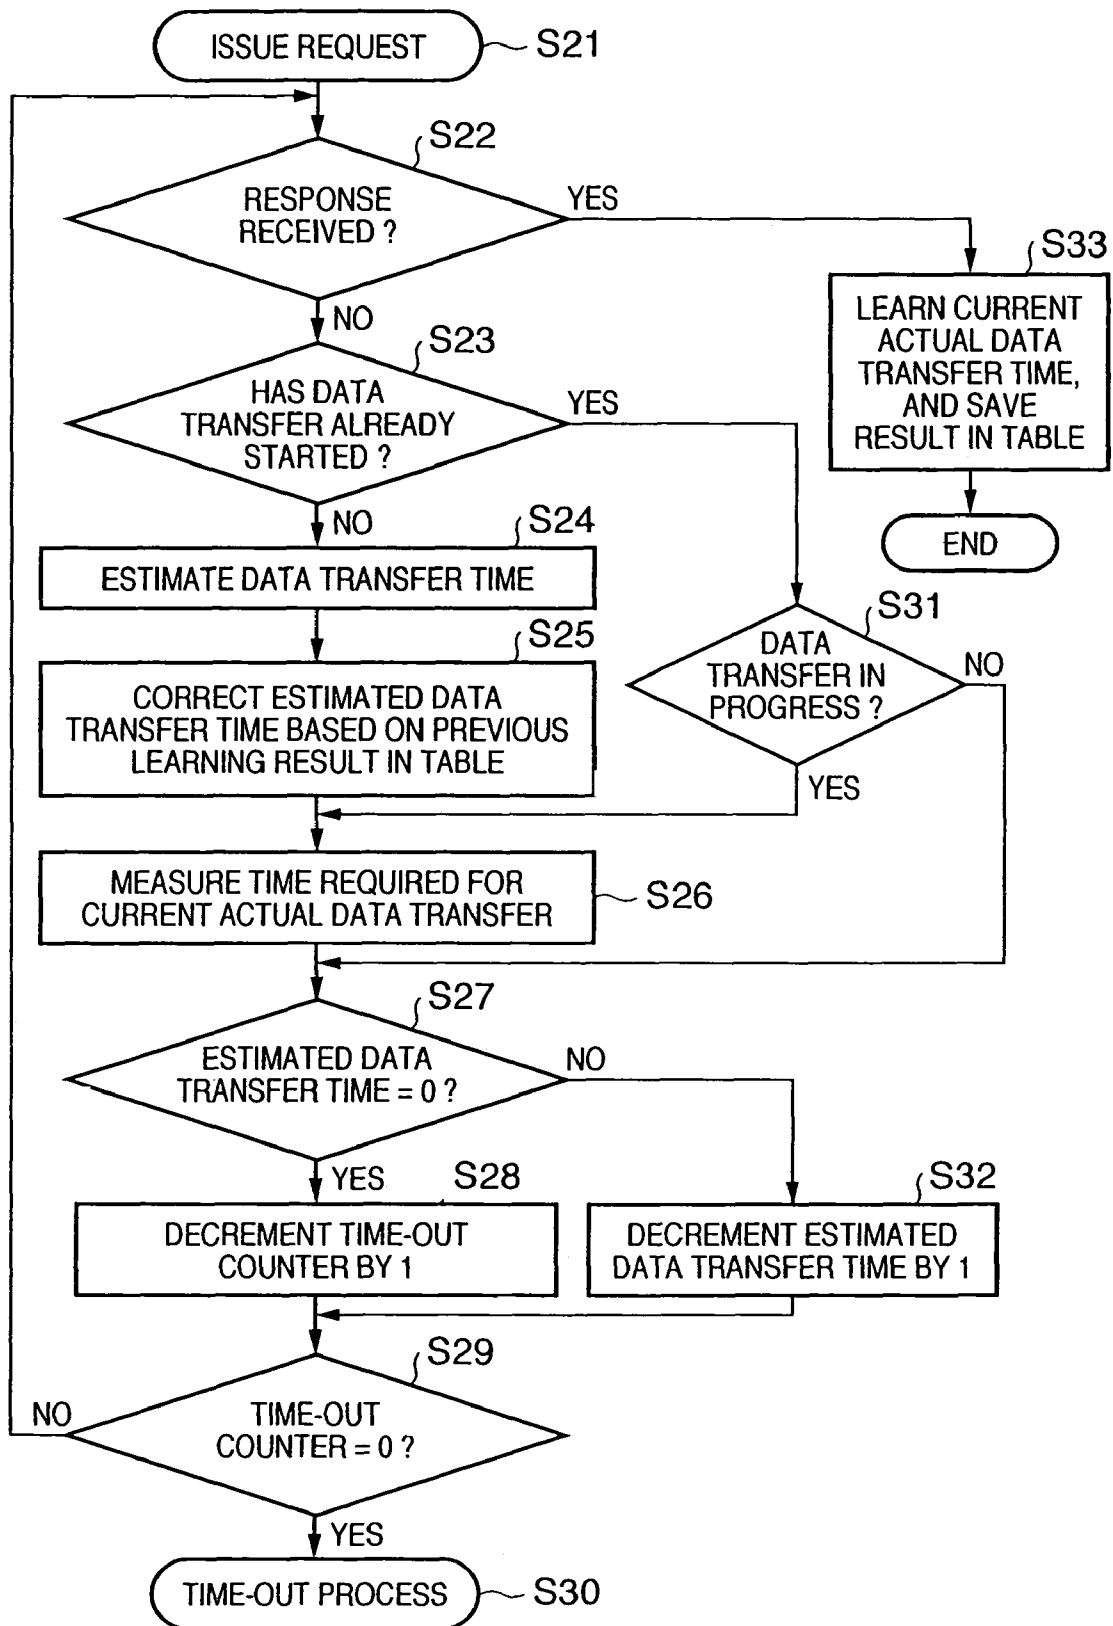 ISSUE REQUEST
S21
S22
RESPONSE
RECEIVED ?
YES
NO
S33
LEARN CURRENT
ACTUAL DATA
TRANSFER TIME,
AND SAVE
RESULT IN TABLE
END
S23
HAS DATA
TRANSFER ALREADY
STARTED ?
YES
NO
S24
ESTIMATE DATA TRANSFER TIME
S25
CORRECT ESTIMATED DATA
TRANSFER TIME BASED ON PREVIOUS
LEARNING RESULT IN TABLE
S31
DATA
TRANSFER IN
PROGRESS ?
NO
YES
MEASURE TIME REQUIRED FOR
CURRENT ACTUAL DATA TRANSFER
S26
S27
ESTIMATED DATA
TRANSFER TIME = 0 ?
NO
YES
S28
DECREMENT TIME-OUT
COUNTER BY 1
S32
DECREMENT ESTIMATED
DATA TRANSFER TIME BY 1
S29
TIME-OUT
COUNTER = 0 ?
NO
YES
TIME-OUT PROCESS
S30